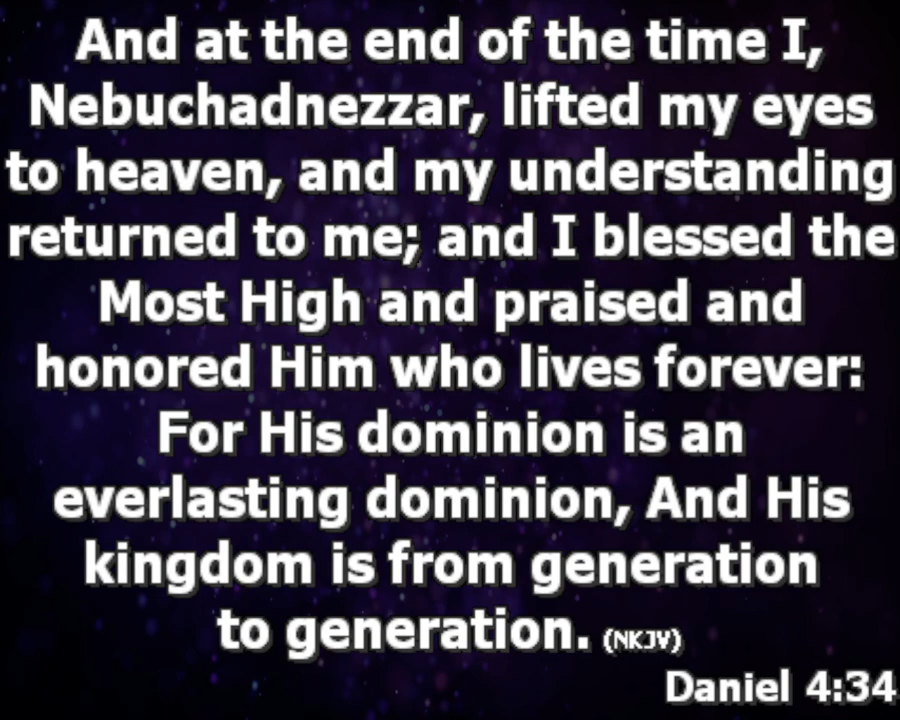 And at the end of the time I,
Nebuchadnezzar, lifted my eyes
to heaven, and my understanding
returned to me; and I blessed the
Most High and praised and
honored Him who lives forever:
For His dominion is an
everlasting dominion, And His
kingdom is from generation
to generation. (NKJV)
Daniel 4:34